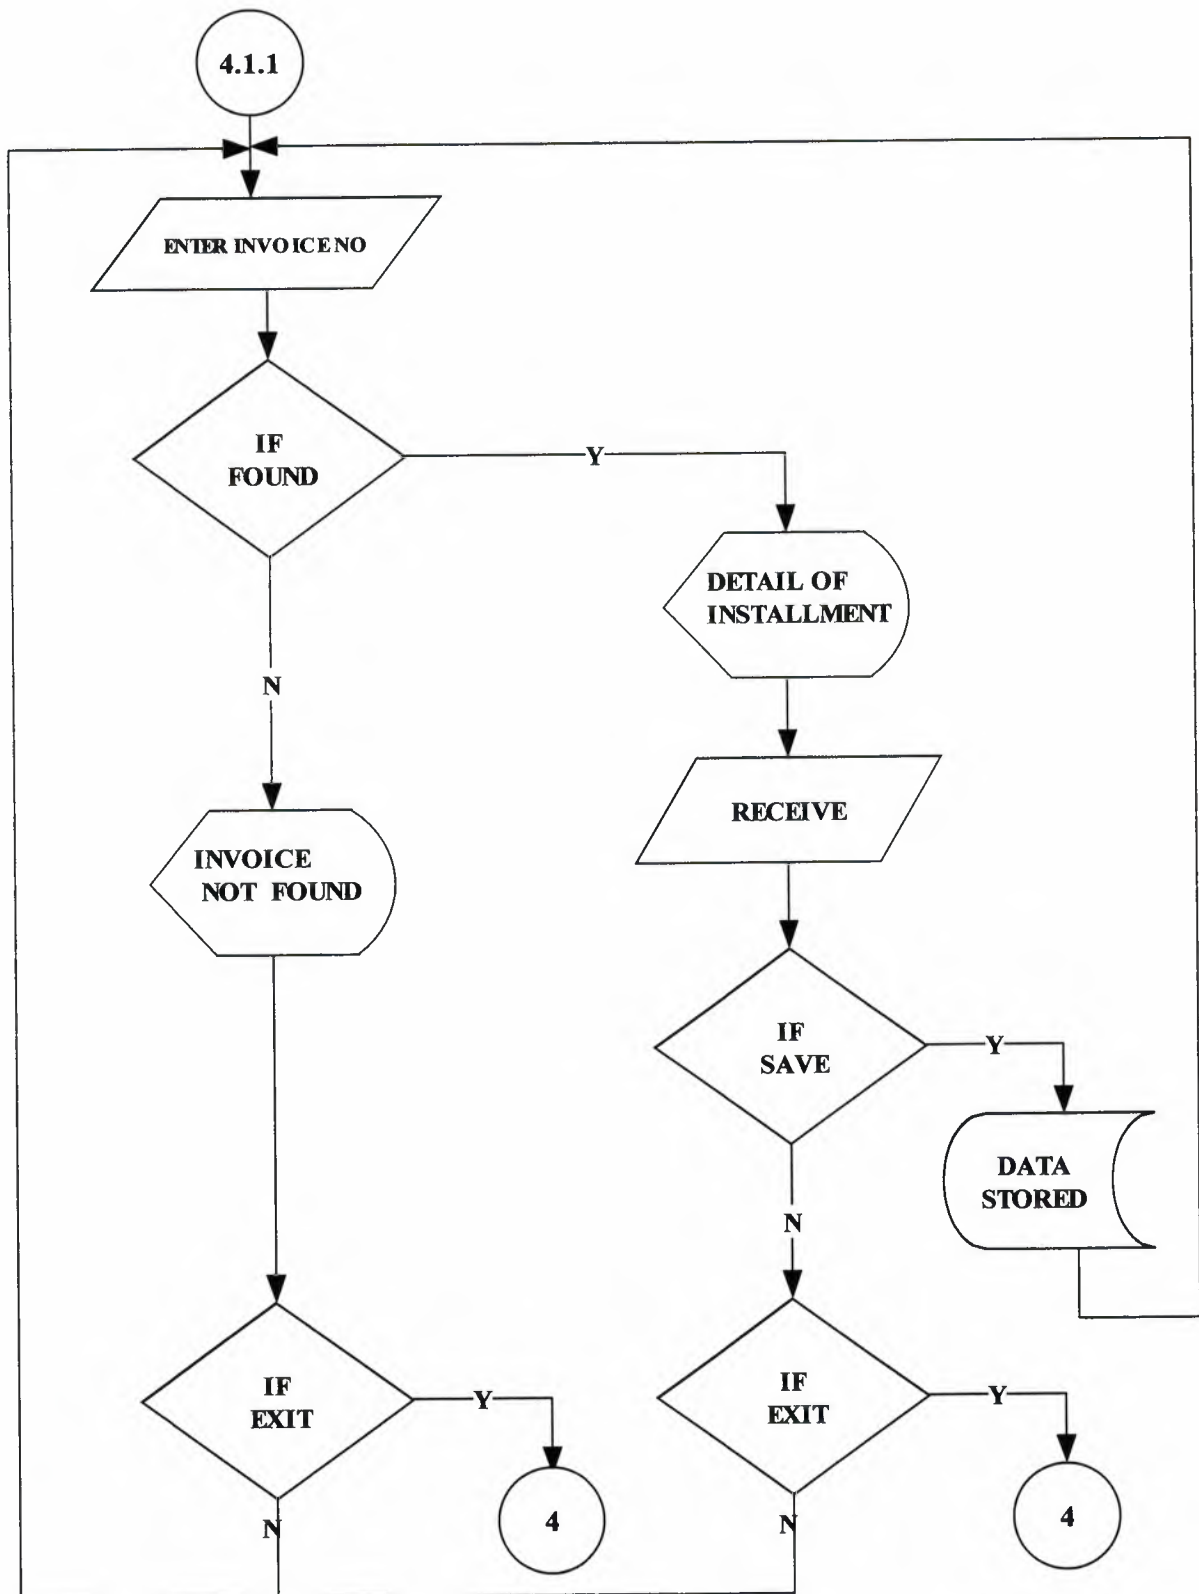 4.1.1
ENTER INVOICE NO
IF
FOUND
Y
DETAIL OF
INSTALLMENT
N
RECEIVE
INVOICE
NOT FOUND
IF
SAVE
Y
DATA
STORED
N
IF
EXIT
Y
IF
EXIT
Y
4
4
N
N